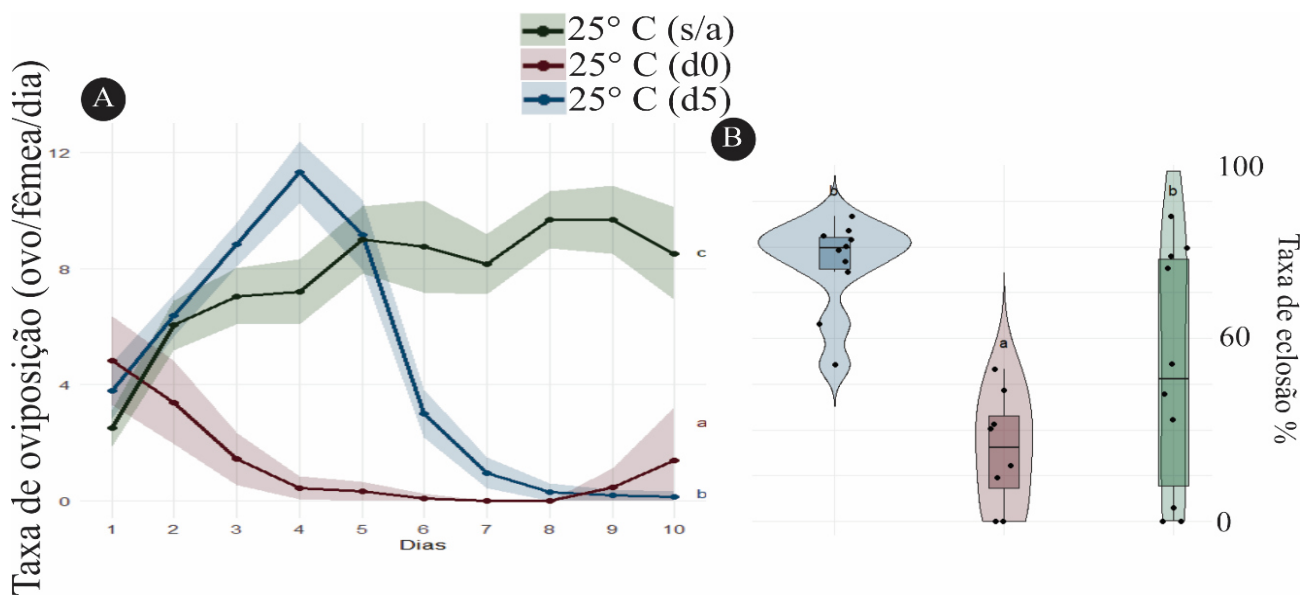 25° C (s/a)
25° C (d0)
25° C (d5)
A
Taxa de oviposição (ovo/fêmea/dia)
12
8
4
0
c
a
b
1 2 3 4 5 6 7 8 9 10
Dias
B
b
a
b
100
60
0
Taxa de eclosão %